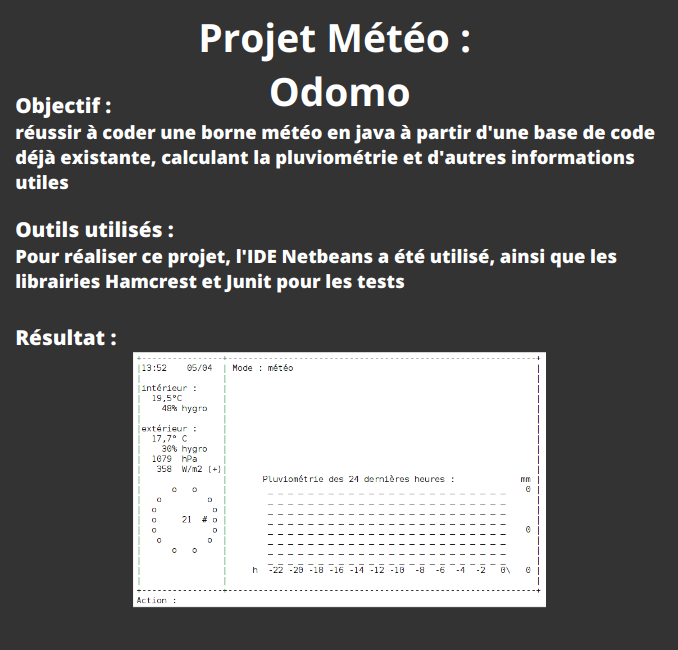 Projet Météo :
Odomo
Objectif :
réussir à coder une borne météo en java à partir d'une base de code
déjà existante, calculant la pluviométrie et d'autres informations
utiles
Outils utilisés :
Pour réaliser ce projet, l'IDE Netbeans a été utilisé, ainsi que les
librairies Hamcrest et Junit pour les tests
Résultat :
13:52 05/04 | Mode : météo
intérieur :
19,5°C
48% hygro
extérieur :
17,7° C
30% hygro
1079 hPa
358 W/m2 (+)
Pluviométrie des 24 dernières heures : mm
0
o o
o o
o o
o 21 # o
o o 0
o o
o o
h -22 -20 -18 -16 -14 -12 -10 -8 -6 -4 -2 0\ 0
Action :